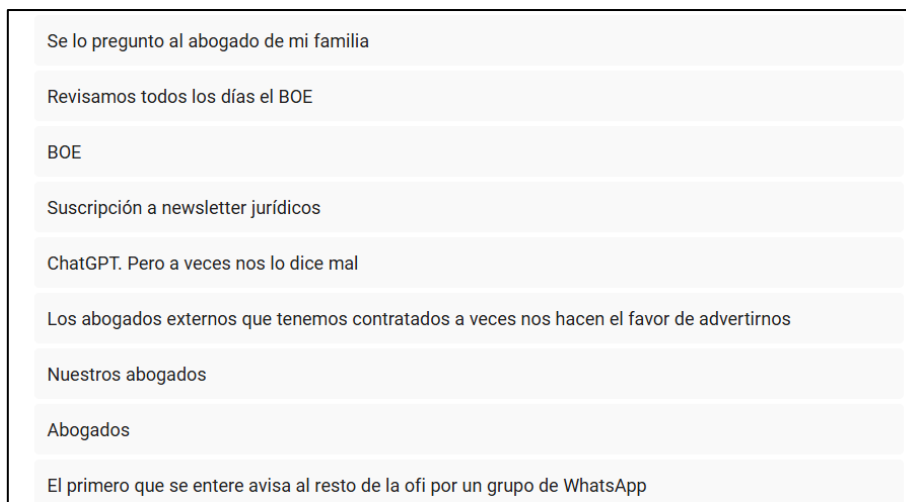 Se lo pregunto al abogado de mi familia
Revisamos todos los días el BOE
BOE
Suscripción a newsletter jurídicos
ChatGPT. Pero a veces nos lo dice mal
Los abogados externos que tenemos contratados a veces nos hacen el favor de advertirnos
Nuestros abogados
Abogados
El primero que se entere avisa al resto de la ofi por un grupo de WhatsApp